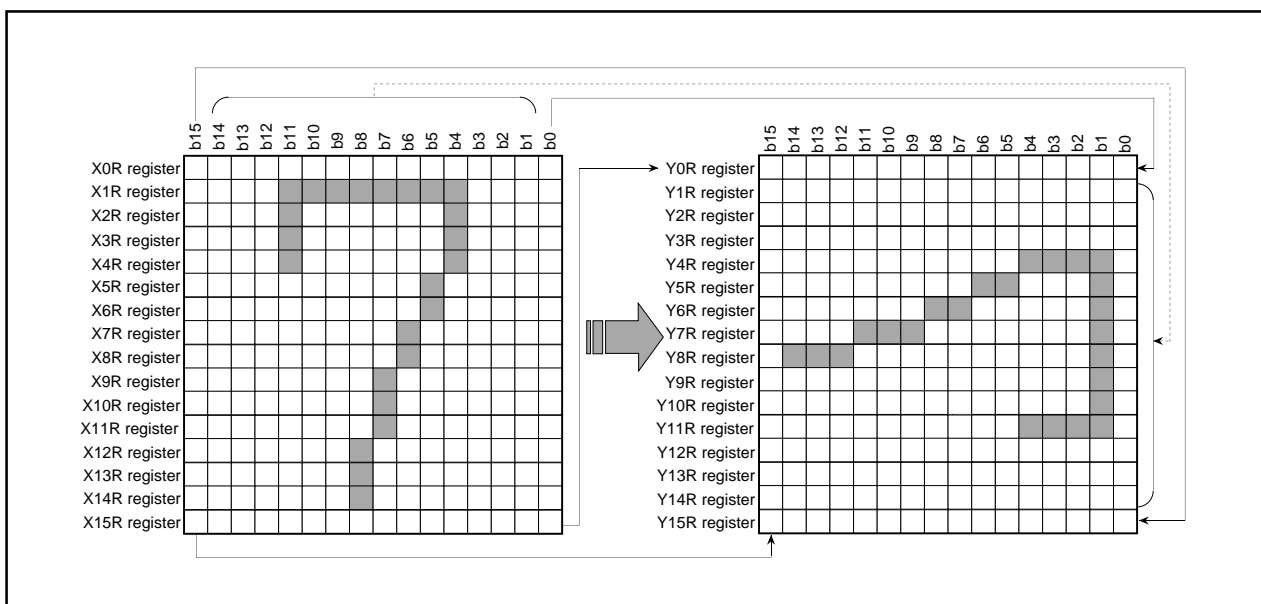 b15 b14 b13 b12 b11 b10 b9 b8 b7 b6 b5 b4 b3 b2 b1 b0
X0R register
X1R register
X2R register
X3R register
X4R register
X5R register
X6R register
X7R register
X8R register
X9R register
X10R register
X11R register
X12R register
X13R register
X14R register
X15R register
b15 b14 b13 b12 b11 b10 b9 b8 b7 b6 b5 b4 b3 b2 b1 b0
Y0R register
Y1R register
Y2R register
Y3R register
Y4R register
Y5R register
Y6R register
Y7R register
Y8R register
Y9R register
Y10R register
Y11R register
Y12R register
Y13R register
Y14R register
Y15R register